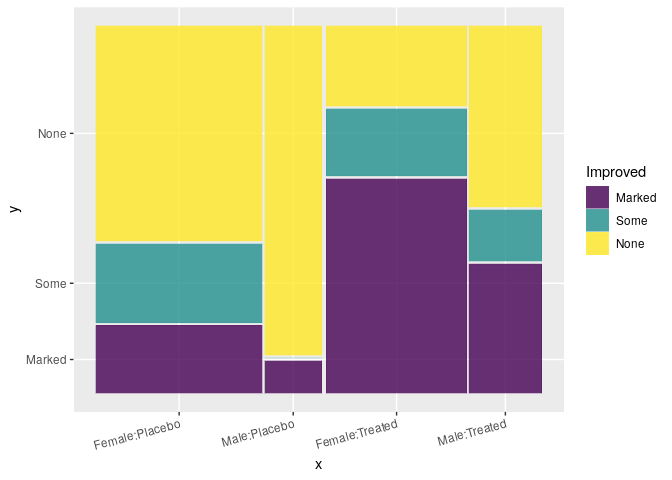 y
None
Some
Marked
Female:Placebo
Male:Placebo
Female:Treated
Male:Treated
x
Improved
Marked
Some
None